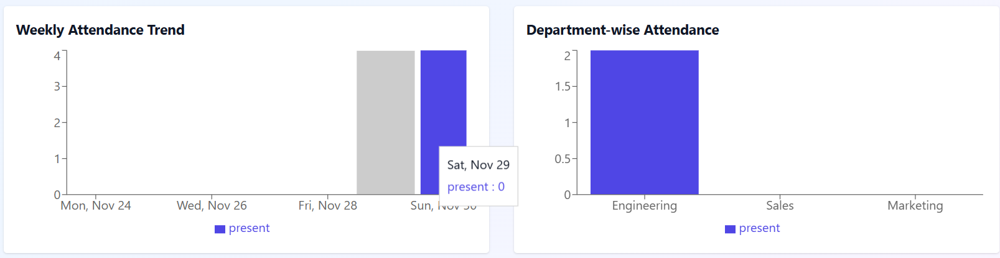 Weekly Attendance Trend
4
3
2
1
0
Mon, Nov 24
Wed, Nov 26
Fri, Nov 28
Sun, Nov 30
Sat, Nov 29
present : 0
present
Department-wise Attendance
2
1.5
1
0.5
0
Engineering
Sales
Marketing
present